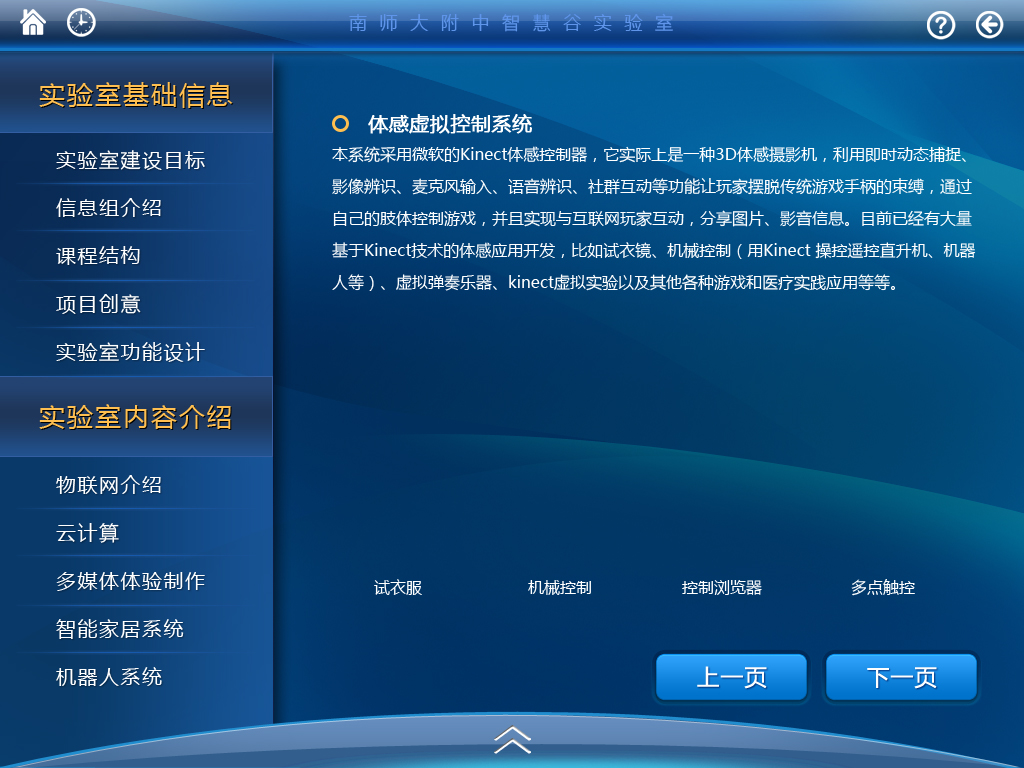 南师大附中智慧谷实验室
实验室基础信息
实验室建设目标
信息组介绍
课程结构
项目创意
实验室功能设计
实验室内容介绍
物联网介绍
云计算
多媒体体验制作
智能家居系统
机器人系统
体感虚拟控制系统
本系统采用微软的Kinect体感控制器，它实际上是一种3D体感摄影机，利用即时动态捕捉、
影像辨识、麦克风输入、语音辨识、社群互动等功能让玩家摆脱传统游戏手柄的束缚，通过
自己的肢体控制游戏，并且实现与互联网玩家互动，分享图片、影音信息。目前已经有大量
基于Kinect技术的体感应用开发，比如试衣镜、机械控制（用Kinect 操控遥控直升机、机器
人等）、虚拟弹奏乐器、kinect虚拟实验以及其他各种游戏和医疗实践应用等等。
试衣服 机械控制 控制浏览器 多点触控
上一页 下一页